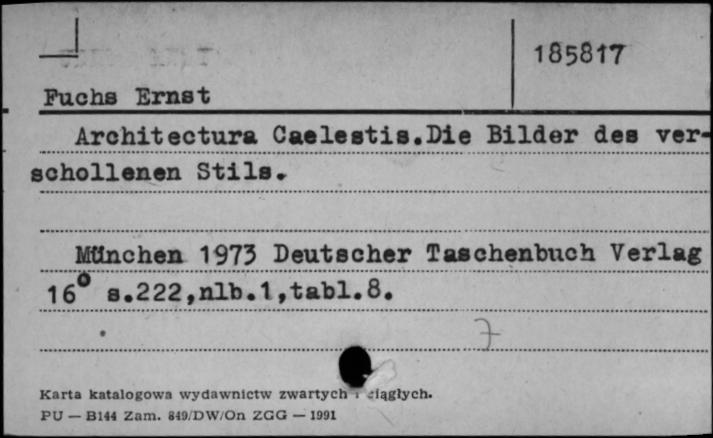 185817
Fuchs Ernst
Architectura Caelestis.Die Bilder des ver-
schollenen Stils.
München 1973 Deutscher Taschenbuch Verlag
16° s.222,nlb.1,tabl.8.
7
Karta katalogowa wydawnictw zwartych i ciągłych.
PU — B144 Zam. 849/DW/On ZGG — 1991